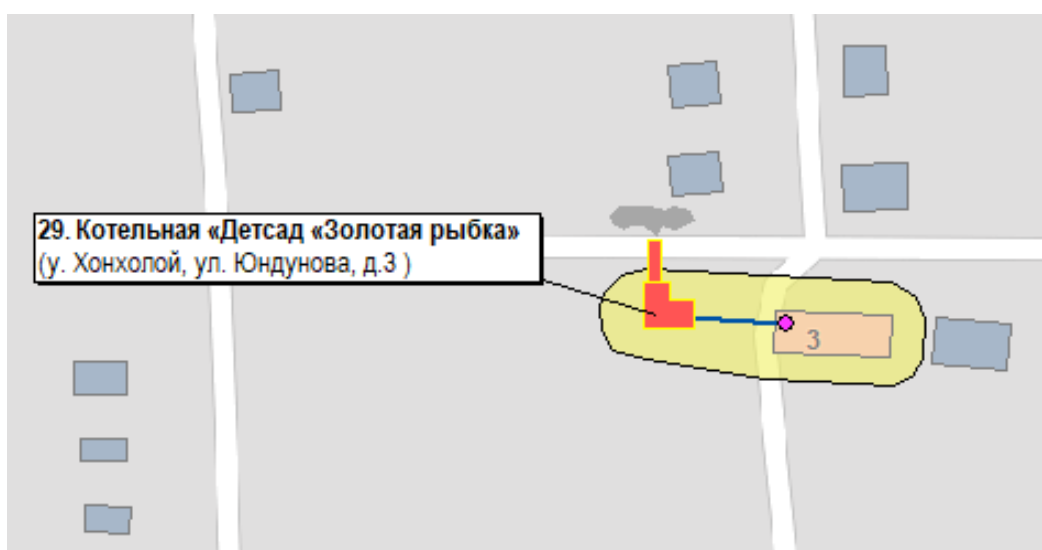 29. Котельная «Детсад «Золотая рыбка»
(у. Хонхолой, ул. Юндунова, д.3 )
3